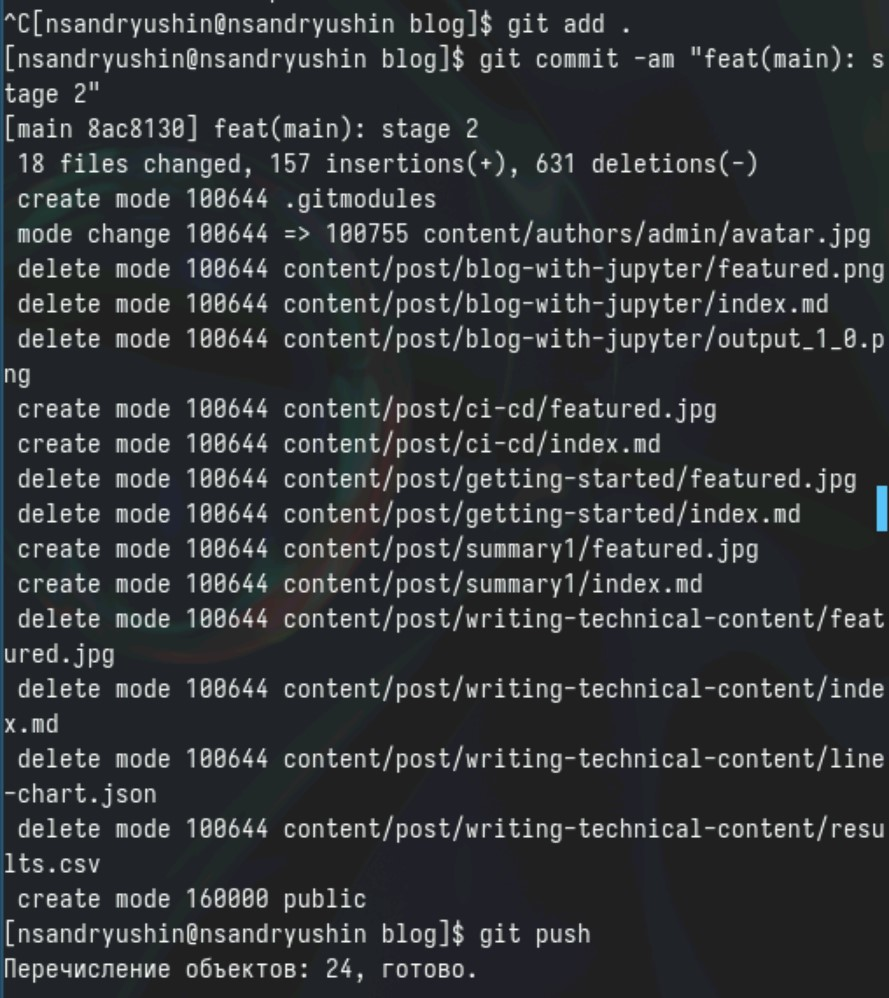 ^C[nsandryushin@nsandryushin blog]$ git add .
[nsandryushin@nsandryushin blog]$ git commit -am "feat(main): s
tage 2"
[main 8ac8130] feat(main): stage 2
 18 files changed, 157 insertions(+), 631 deletions(-)
 create mode 100644 .gitmodules
 mode change 100644 => 100755 content/authors/admin/avatar.jpg
 delete mode 100644 content/post/blog-with-jupyter/featured.png
 delete mode 100644 content/post/blog-with-jupyter/index.md
 delete mode 100644 content/post/blog-with-jupyter/output_1_0.p
ng
 create mode 100644 content/post/ci-cd/featured.jpg
 create mode 100644 content/post/ci-cd/index.md
 delete mode 100644 content/post/getting-started/featured.jpg
 delete mode 100644 content/post/getting-started/index.md
 create mode 100644 content/post/summary1/featured.jpg
 create mode 100644 content/post/summary1/index.md
 delete mode 100644 content/post/writing-technical-content/feat
ured.jpg
 delete mode 100644 content/post/writing-technical-content/inde
x.md
 delete mode 100644 content/post/writing-technical-content/line
-chart.json
 delete mode 100644 content/post/writing-technical-content/resu
lts.csv
 create mode 160000 public
[nsandryushin@nsandryushin blog]$ git push
Перечисление объектов: 24, готово.